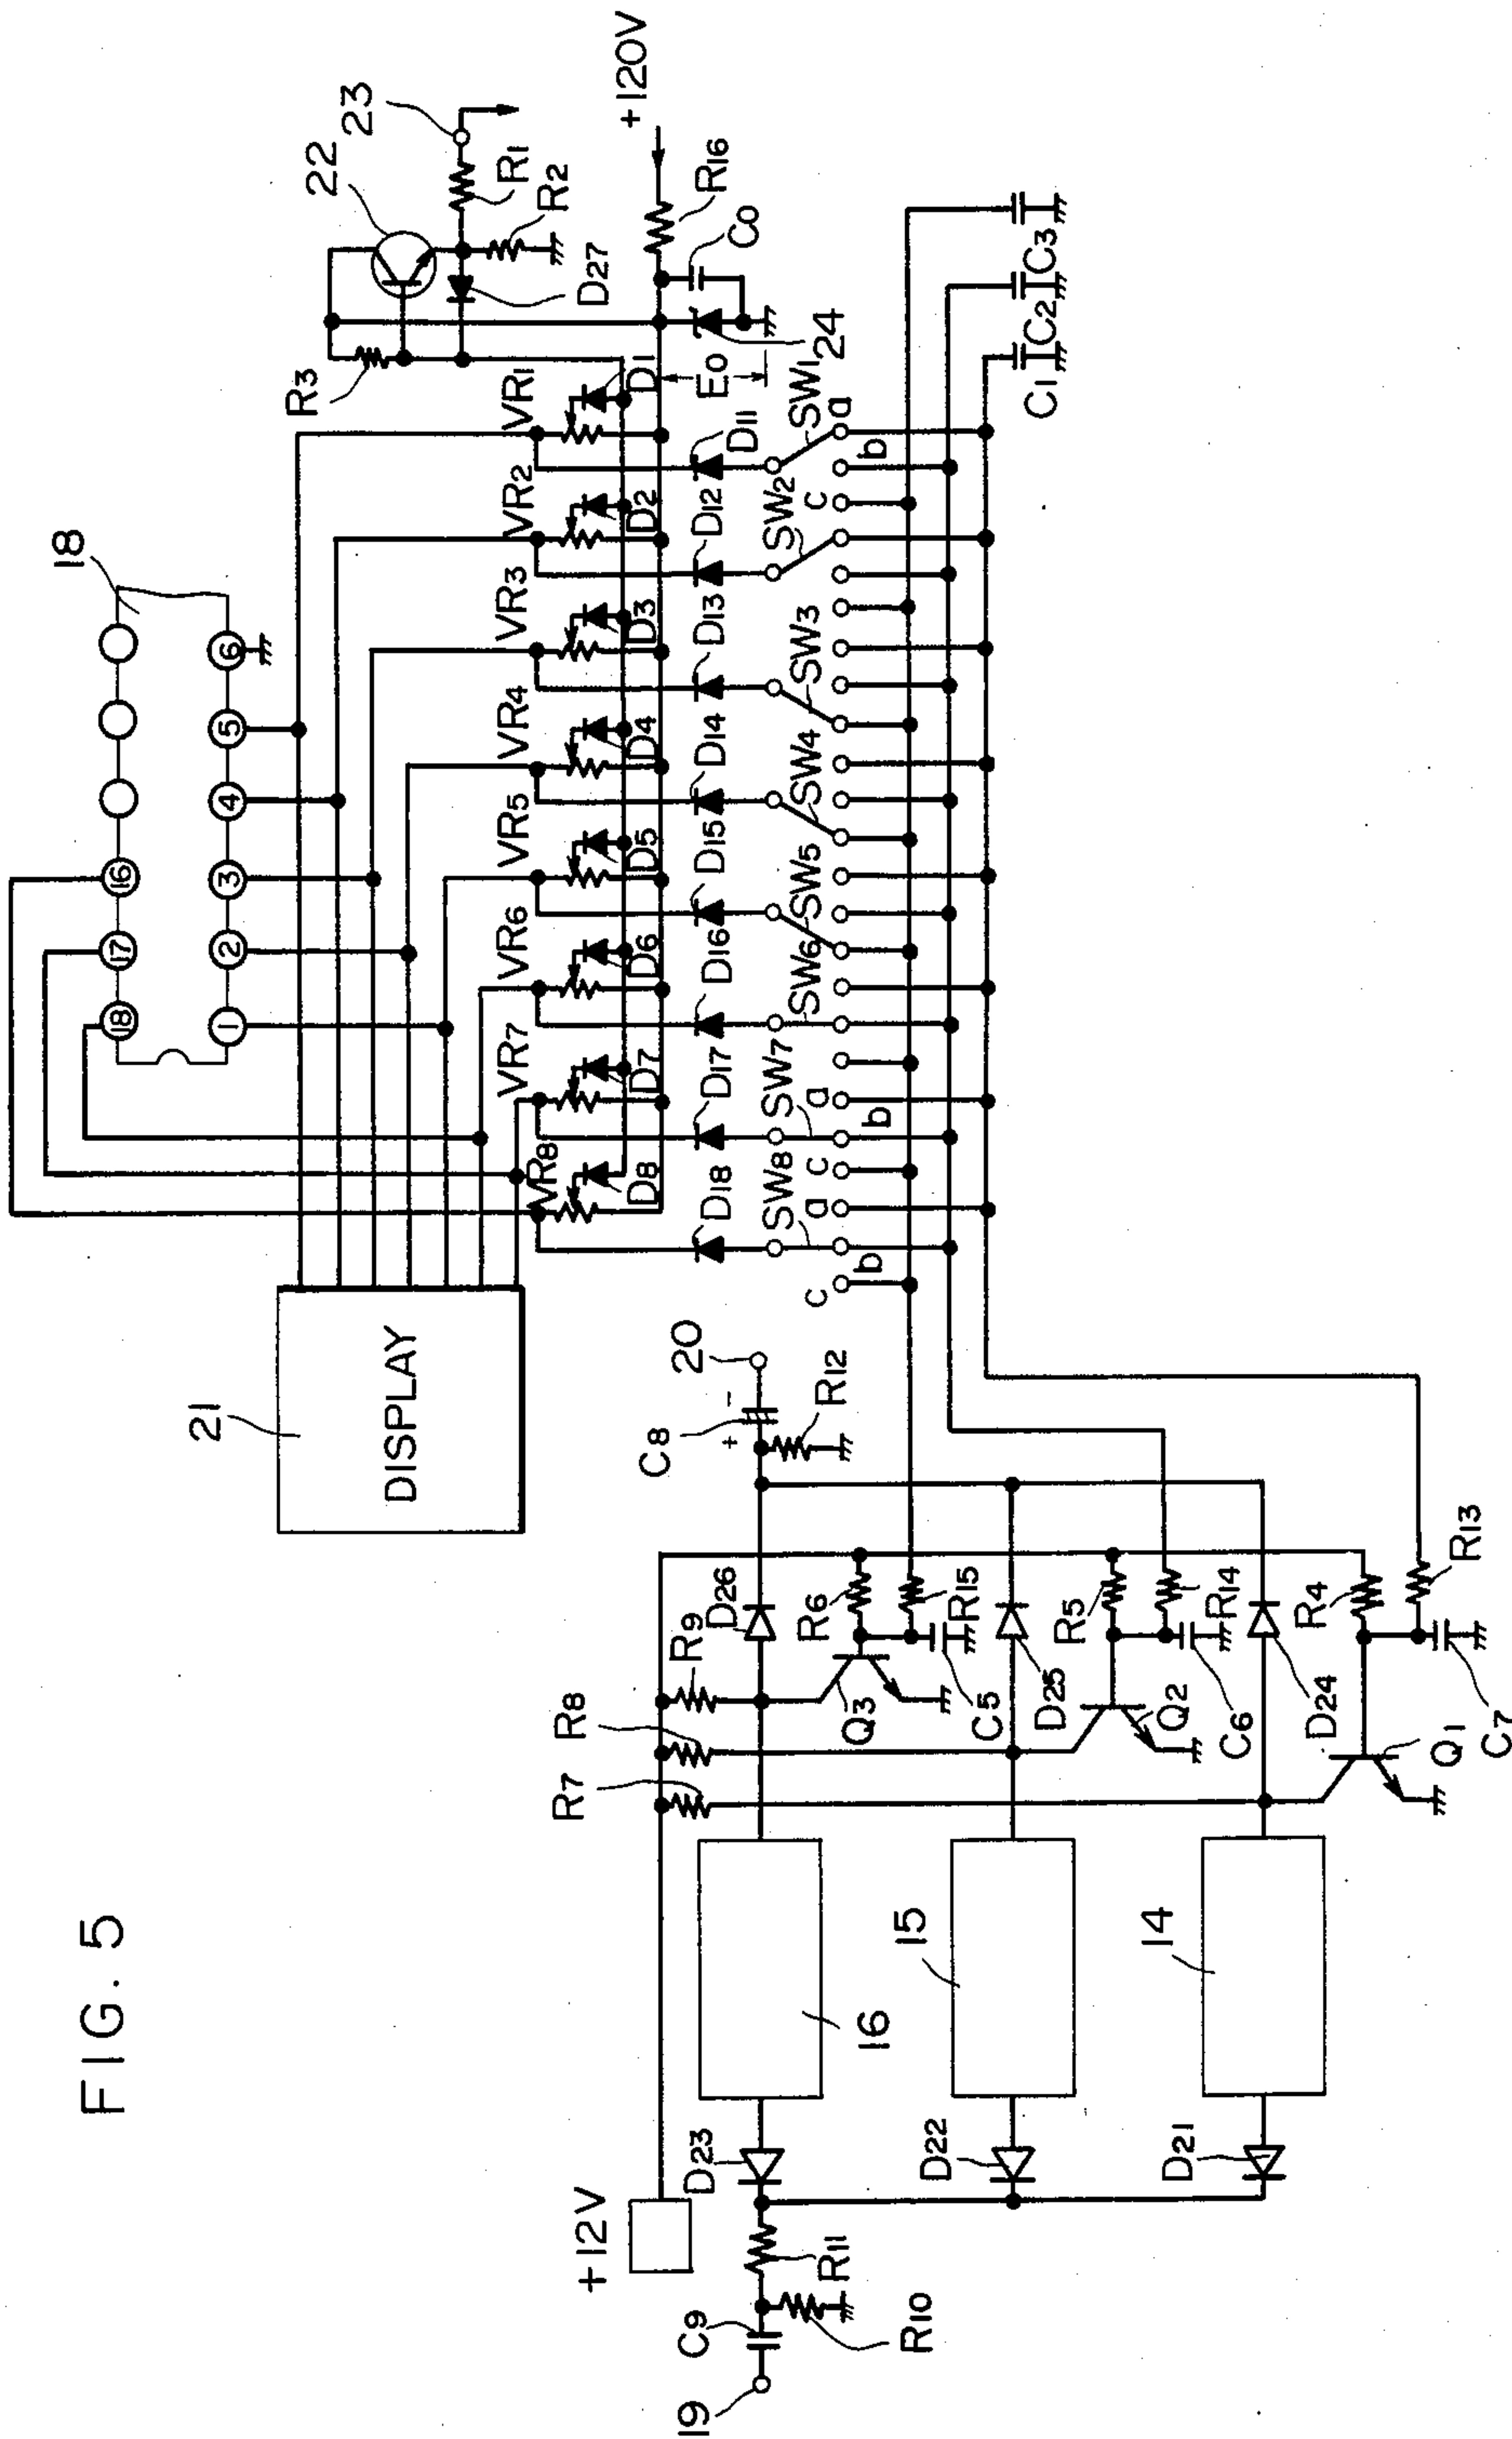 FIG. 5
18
16
17
18
1
2
3
4
5
6
21
DISPLAY
22
23
R3
R1
R2
D27
+120V
R16
C0
24
E0
VR1
VR2
VR3
VR4
VR5
VR6
VR7
VR8
D1
D2
D3
D4
D5
D6
D7
D8
D11
D12
D13
D14
D15
D16
D17
D18
SW1
SW2
SW3
SW4
SW5
SW6
SW7
SW8
a
b
c
a
b
c
a
b
c
C1
C2
C3
20
C8
+
-
R12
D26
R9
R8
R7
R6
R15
Q3
C5
D25
R5
R14
Q2
C6
D24
R4
R13
Q1
C7
16
15
14
+12V
D23
D22
D21
R11
R10
C9
19